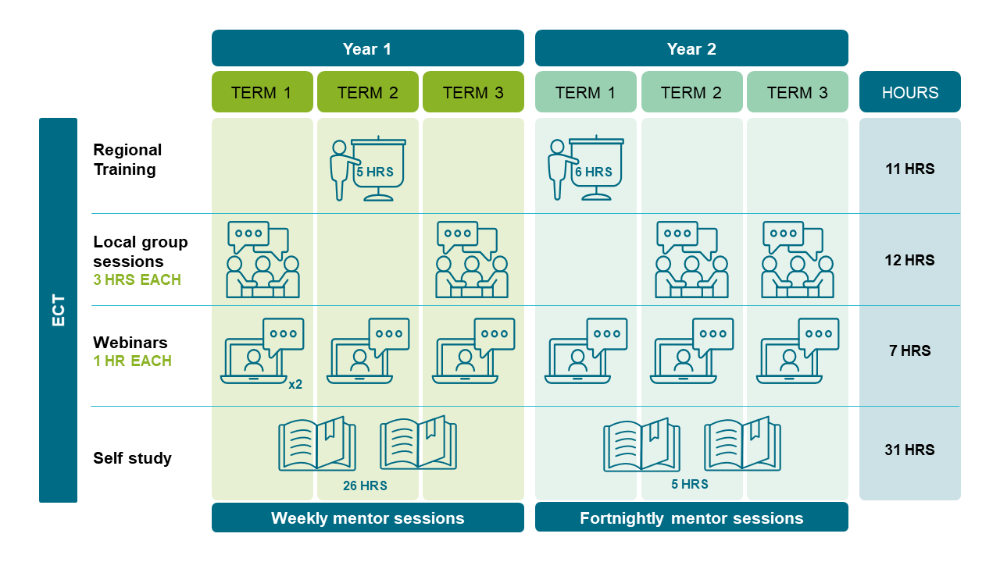 Year 1
Year 2
TERM 1
TERM 2
TERM 3
TERM 1
TERM 2
TERM 3
HOURS
ECT
Regional
Training
5 HRS
6 HRS
11 HRS
Local group
sessions
3 HRS EACH
12 HRS
Webinars
1 HR EACH
x2
7 HRS
Self study
26 HRS
5 HRS
31 HRS
Weekly mentor sessions
Fortnightly mentor sessions